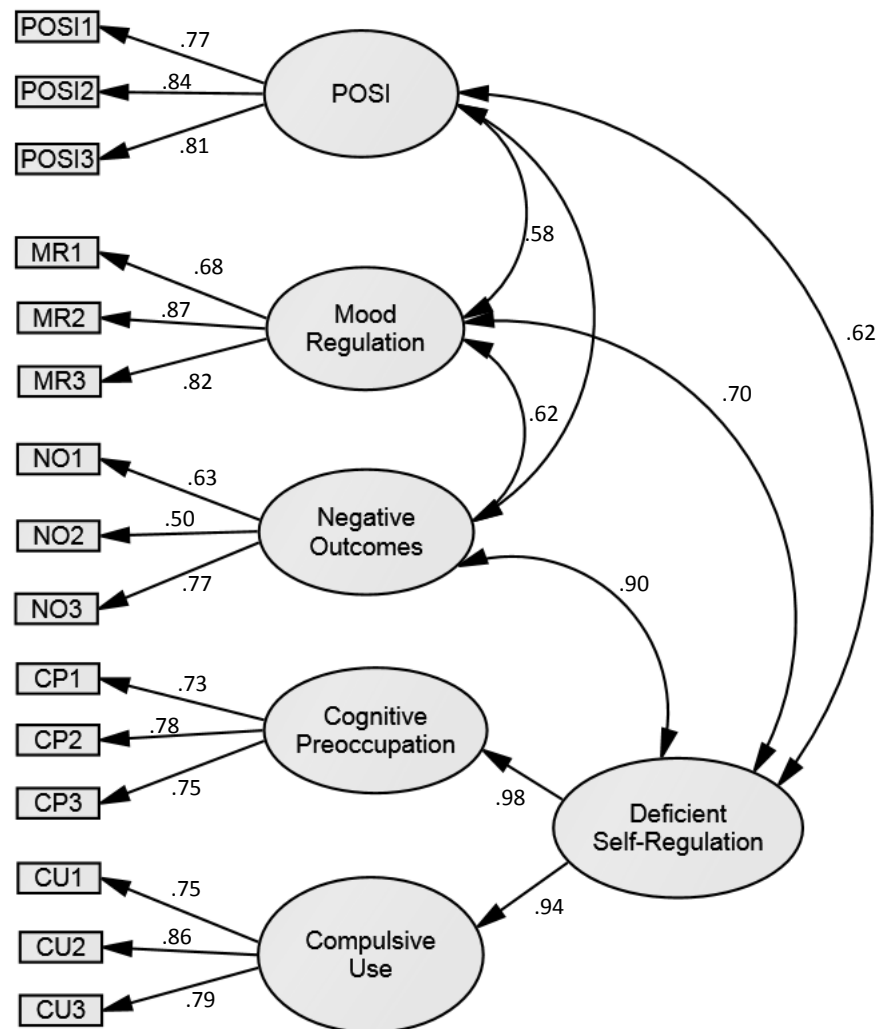 POSI1
.77
POSI2
.84
POSI
POSI3
.81
.58
MR1
.68
MR2
.87
Mood
Regulation
.62
MR3
.82
.70
.62
NO1
.63
NO2
.50
Negative
Outcomes
NO3
.77
.90
CP1
.73
CP2
.78
Cognitive
Preoccupation
CP3
.75
.98
Deficient
Self-Regulation
CU1
.75
.94
CU2
.86
Compulsive
Use
CU3
.79